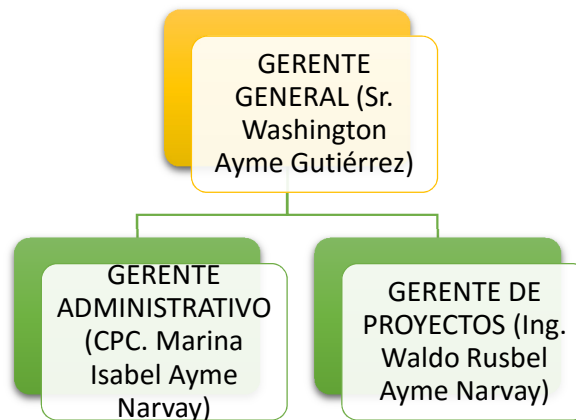 GERENTE
GENERAL (Sr.
Washington
Ayme Gutiérrez)
GERENTE
ADMINISTRATIVO
(CPC. Marina
Isabel Ayme
Narvay)
GERENTE DE
PROYECTOS (Ing.
Waldo Rusbel
Ayme Narvay)